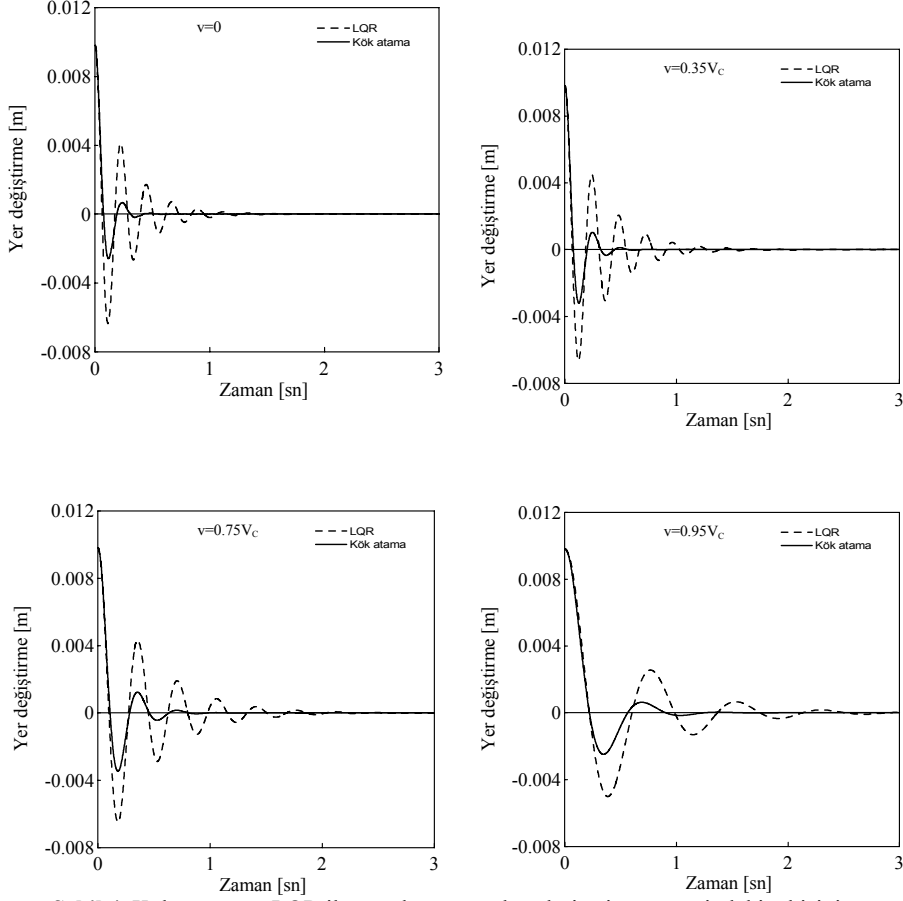 0.012
v=0
LQR
Kök atama
0.008
0.004
0
-0.004
-0.008
Yer değiştirme [m]
0
1
2
3
Zaman [sn]
0.012
v=0.35V_C
LQR
Kök atama
0.008
0.004
0
-0.004
-0.008
Yer değiştirme [m]
0
1
2
3
Zaman [sn]
0.012
v=0.75V_C
LQR
Kök atama
0.008
0.004
0
-0.004
-0.008
Yer değiştirme [m]
0
1
2
3
Zaman [sn]
0.012
v=0.95V_C
LQR
Kök atama
0.008
0.004
0
-0.004
-0.008
Yer değiştirme [m]
0
1
2
3
Zaman [sn]